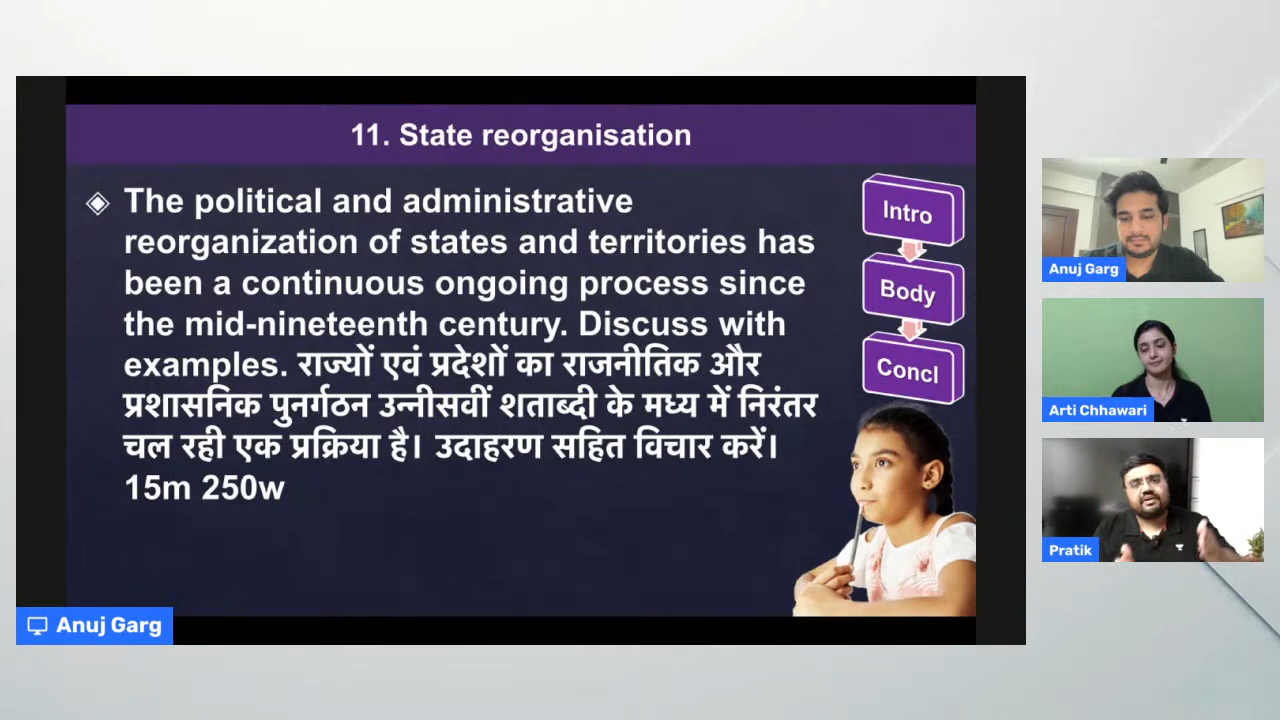 11. State reorganisation
The political and administrative
reorganization of states and territories has
been a continuous ongoing process since
the mid-nineteenth century. Discuss with
examples. राज्यों एवं प्रदेशों का राजनीतिक और
प्रशासनिक पुनर्गठन उन्नीसवीं शताब्दी के मध्य में निरंतर
चल रही एक प्रक्रिया है। उदाहरण सहित विचार करें।
15m 250w
Intro
Body
Concl
Anuj Garg
Anuj Garg
Arti Chhawari
Pratik